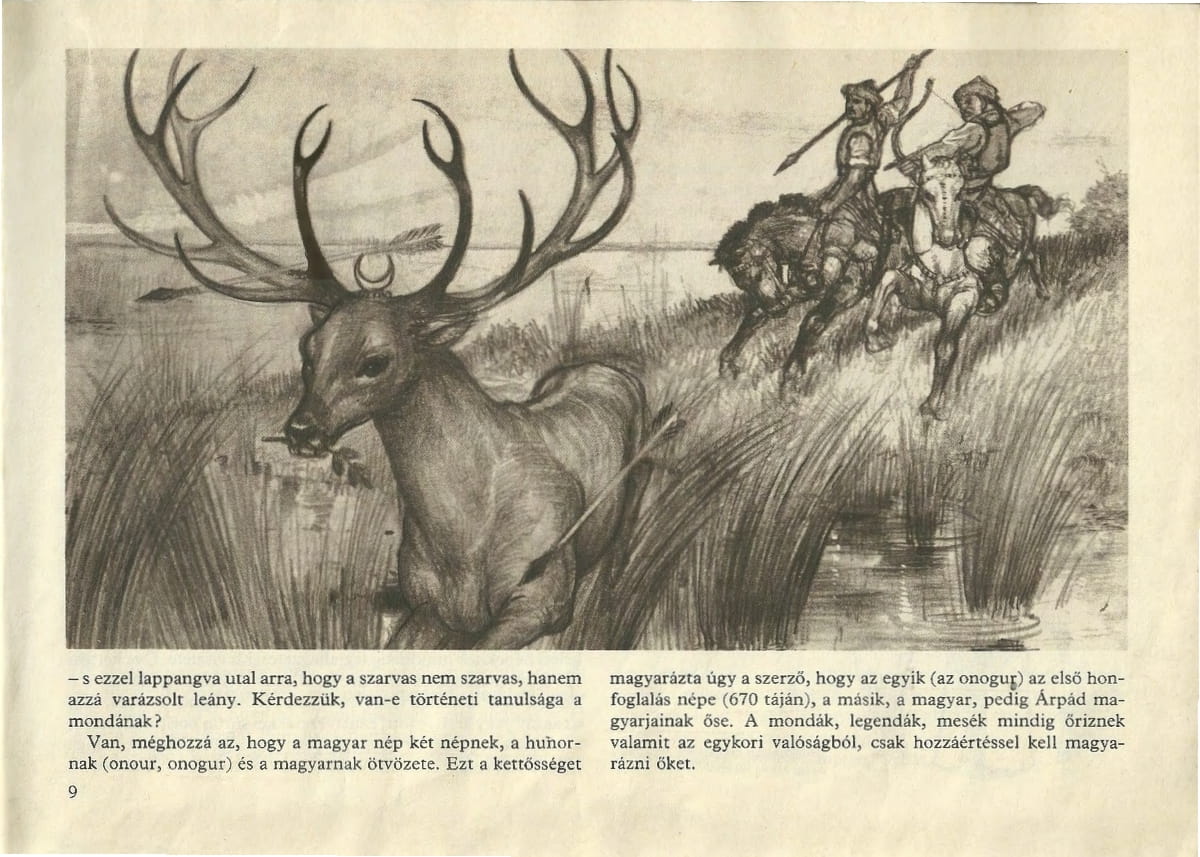 – s ezzel lappangva utal arra, hogy a szarvas nem szarvas, hanem
azzá varázsolt leány. Kérdezzük, van-e történeti tanulsága a
mondának?
Van, méghozzá az, hogy a magyar nép két népnek, a hunor-
nak (onour, onogur) és a magyarnak ötvözete. Ezt a kettősséget
magyarázta úgy a szerző, hogy az egyik (az onogur) az első hon-
foglalás népe (670 táján), a másik, a magyar, pedig Árpád ma-
gyarjainak őse. A mondák, legendák, mesék mindig őriznek
valamit az egykori valóságból, csak hozzáértéssel kell magya-
rázni őket.
9